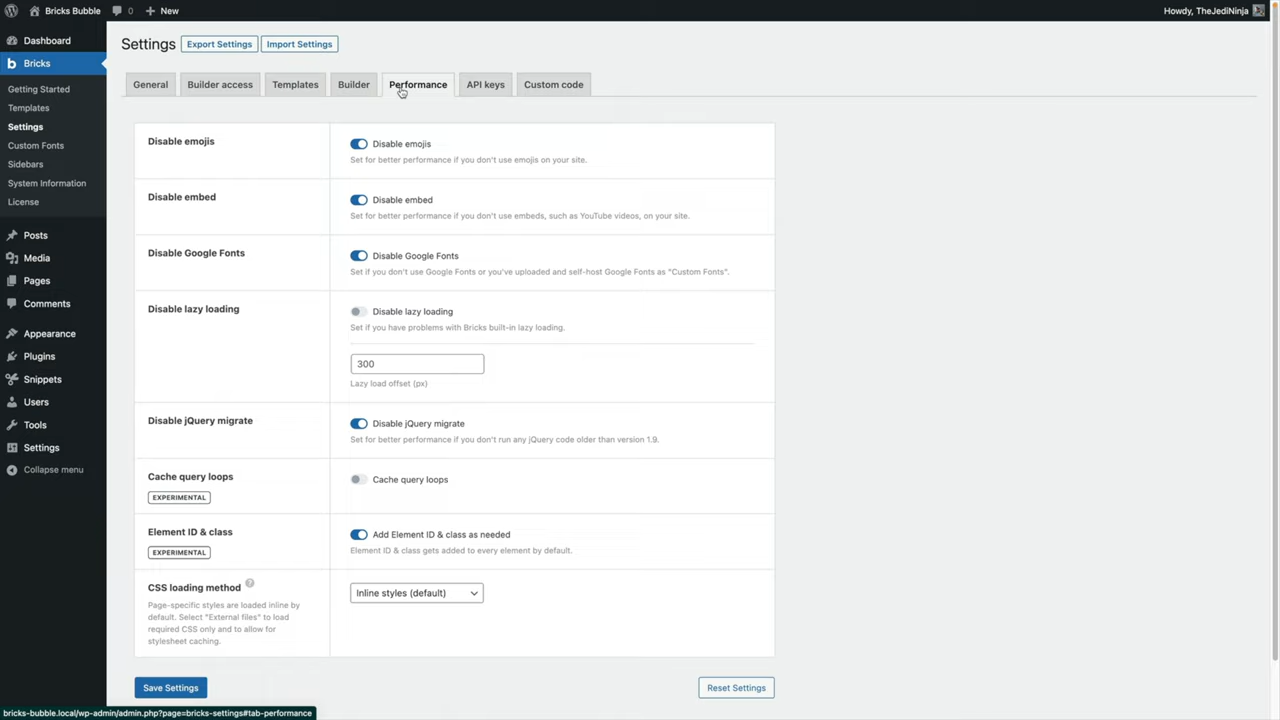 Bricks Bubble
0
New
Howdy, TheJediNinja
Dashboard
b Bricks
Getting Started
Templates
Settings
Custom Fonts
Sidebars
System Information
License
Posts
Media
Pages
Comments
Appearance
Plugins
Snippets
Users
Tools
Settings
Collapse menu
Settings
Export Settings
Import Settings
General
Builder access
Templates
Builder
Performance
API keys
Custom code
Disable emojis
Disable emojis
Set for better performance if you don't use emojis on your site.
Disable embed
Disable embed
Set for better performance if you don't use embeds, such as YouTube videos, on your site.
Disable Google Fonts
Disable Google Fonts
Set if you don't use Google Fonts or you've uploaded and self-host Google Fonts as "Custom Fonts".
Disable lazy loading
Disable lazy loading
Set if you have problems with Bricks built-in lazy loading.
300
Lazy load offset (px)
Disable jQuery migrate
Disable jQuery migrate
Set for better performance if you don't run any jQuery code older than version 1.9.
Cache query loops
EXPERIMENTAL
Cache query loops
Element ID & class
EXPERIMENTAL
Add Element ID & class as needed
Element ID & class gets added to every element by default.
CSS loading method ?
Page-specific styles are loaded inline by
default. Select "External files" to load
required CSS only and to allow for
stylesheet caching.
Inline styles (default)
Save Settings
Reset Settings
bricks-bubble.local/wp-admin/admin.php?page=bricks-settings#tab-performance